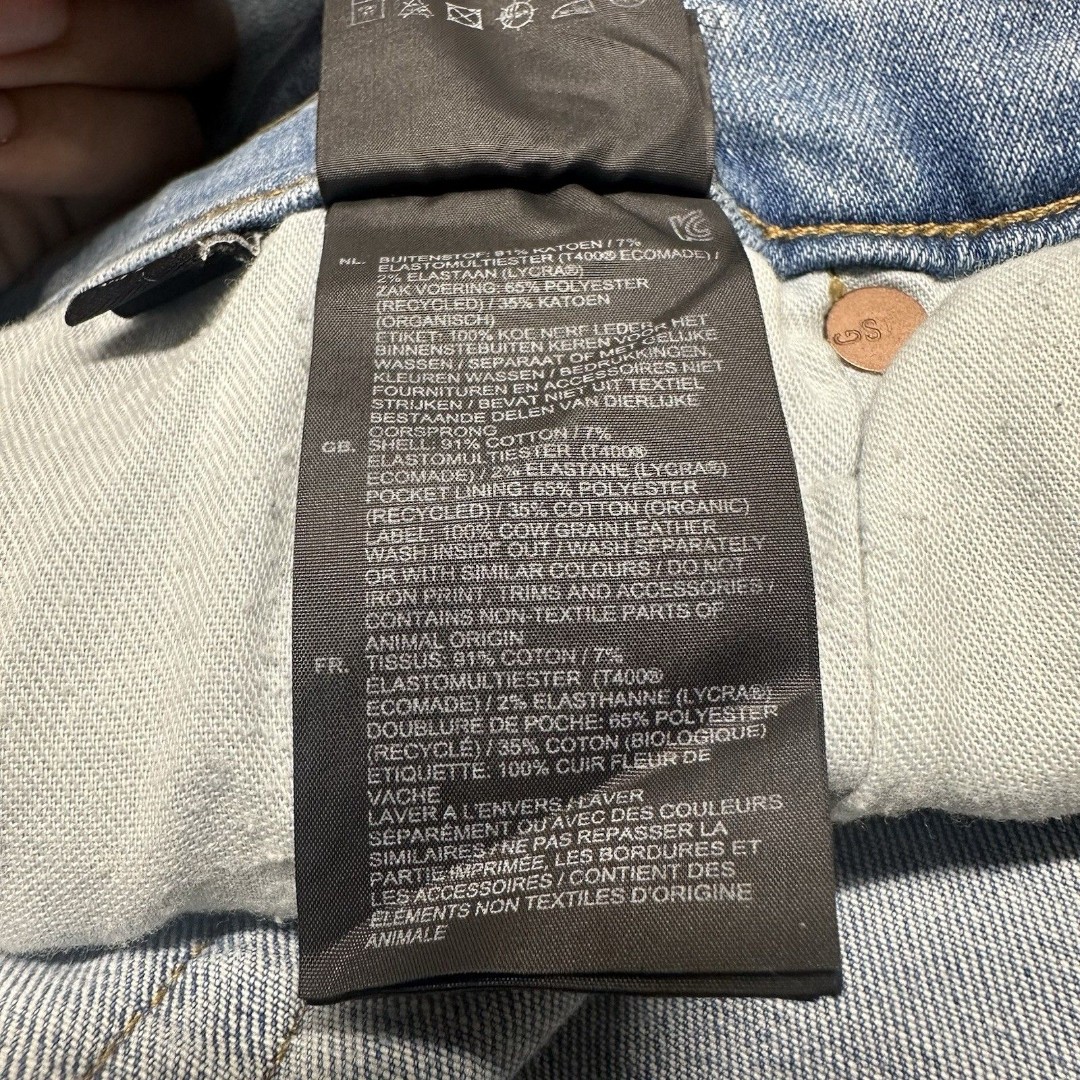 NL. BUITENSTOF: 91% KATOEN / 7%
ELASTOMULTIESTER (T400® ECOMADE) /
2% ELASTAAN (LYCRA®)
ZAK VOERING: 65% POLYESTER
(RECYCLED) / 35% KATOEN
(ORGANISCH)
ETIKET: 100% KOE NERF LEDER HET
BINNENSTEBUITEN KEREN VOOR
WASSEN / SEPARAAT OF MET GELIJKE
KLEUREN WASSEN / BEDRUKKINGEN,
FOURNITUREN EN ACCESSOIRES NIET
STRIJKEN / BEVAT NIET UIT TEXTIEL
BESTAANDE DELEN VAN DIERLIJKE
OORSPRONG
GB. SHELL: 91% COTTON / 7%
ELASTOMULTIESTER (T400®
ECOMADE) / 2% ELASTANE (LYCRA®)
POCKET LINING: 65% POLYESTER
(RECYCLED) / 35% COTTON (ORGANIC)
LABEL: 100% COW GRAIN LEATHER
WASH INSIDE OUT / WASH SEPARATELY
OR WITH SIMILAR COLOURS / DO NOT
IRON PRINT, TRIMS AND ACCESSORIES /
CONTAINS NON-TEXTILE PARTS OF
ANIMAL ORIGIN
FR. TISSUS: 91% COTON / 7%
ÉLASTOMULTIESTER (T400®
ECOMADE) / 2% ELASTHANNE (LYCRA®)
DOUBLURE DE POCHE: 65% POLYESTER
(RECYCLÉ) / 35% COTON (BIOLOGIQUE)
ETIQUETTE: 100% CUIR FLEUR DE
VACHE
LAVER A L'ENVERS / LAVER
SÉPARÉMENT OU AVEC DES COULEURS
SIMILAIRES / NE PAS REPASSER LA
PARTIE IMPRIMÉE, LES BORDURES ET
LES ACCESSOIRES / CONTIENT DES
ÉLÉMENTS NON TEXTILES D'ORIGINE
ANIMALE
GS